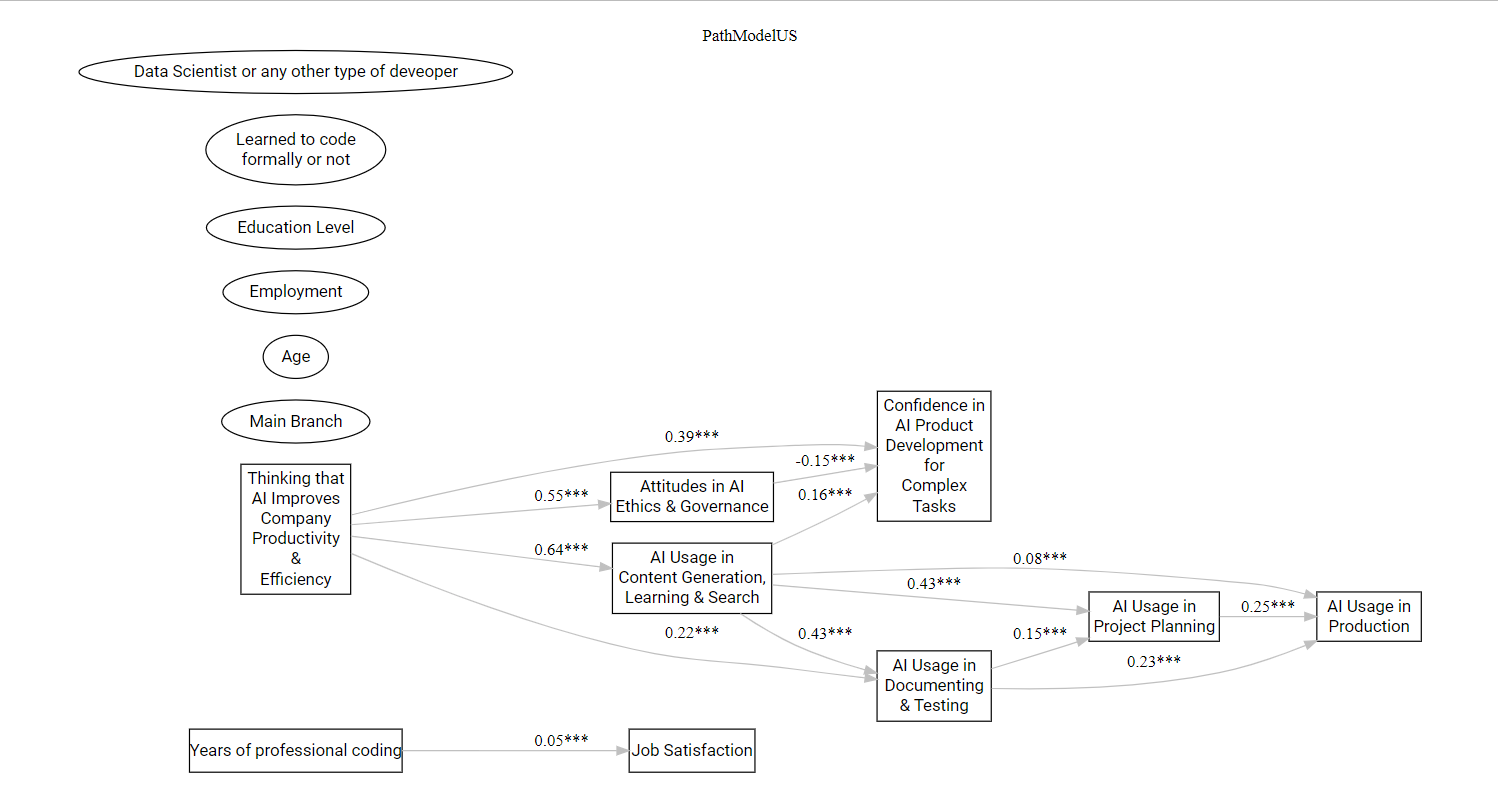 PathModelUS
Data Scientist or any other type of deveoper
Learned to code
formally or not
Education Level
Employment
Age
Main Branch
Thinking that
AI Improves
Company
Productivity
&
Efficiency
0.39***
0.55***
0.64***
0.22***
Attitudes in AI
Ethics & Governance
AI Usage in
Content Generation,
Learning & Search
-0.15***
0.16***
Confidence in
AI Product
Development
for
Complex
Tasks
0.08***
0.43***
0.43***
AI Usage in
Documenting
& Testing
0.15***
0.23***
AI Usage in
Project Planning
0.25***
AI Usage in
Production
Years of professional coding
0.05***
Job Satisfaction